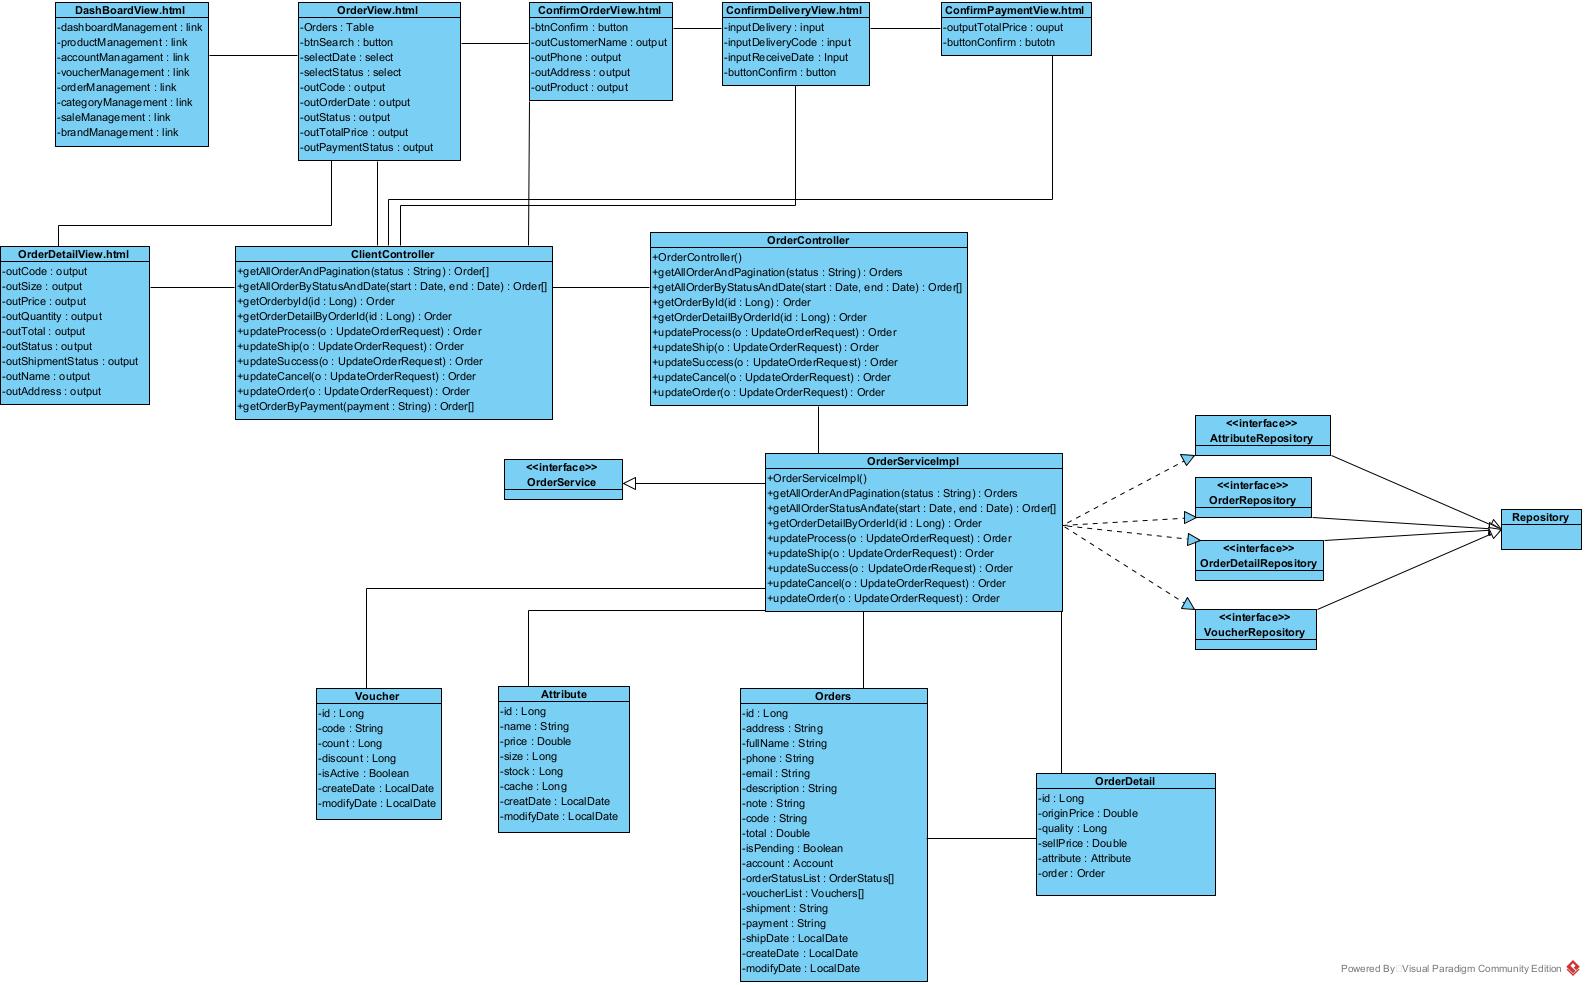 DashBoardView.html
-dashboardManagement : link
-productManagement : link
-accountManagament : link
-voucherManagement : link
-orderManagement : link
-categoryManagement : link
-saleManagement : link
-brandManagement : link
OrderView.html
-Orders : Table
-btnSearch : button
-selectDate : select
-selectStatus : select
-outCode : output
-outOrderDate : output
-outStatus : output
-outTotalPrice : output
-outPaymentStatus : output
ConfirmOrderView.html
-btnConfirm : button
-outCustomerName : output
-outPhone : output
-outAddress : output
-outProduct : output
ConfirmDeliveryView.html
-inputDelivery : input
-inputDeliveryCode : input
-inputReceiveDate : Input
-buttonConfirm : button
ConfirmPaymentView.html
-outputTotalPrice : ouput
-buttonConfirm : butotn
OrderDetailView.html
-outCode : output
-outSize : output
-outPrice : output
-outQuantity : output
-outTotal : output
-outStatus : output
-outShipmentStatus : output
-outName : output
-outAddress : output
ClientController
+getAllOrderAndPagination(status : String) : Order[]
+getAllOrderByStatusAndDate(start : Date, end : Date) : Order[]
+getOrderbyId(id : Long) : Order
+getOrderDetailByOrderId(id : Long) : Order
+updateProcess(o : UpdateOrderRequest) : Order
+updateShip(o : UpdateOrderRequest) : Order
+updateSuccess(o : UpdateOrderRequest) : Order
+updateCancel(o : UpdateOrderRequest) : Order
+updateOrder(o : UpdateOrderRequest) : Order
+getOrderByPayment(payment : String) : Order[]
OrderController
+OrderController()
+getAllOrderAndPagination(status : String) : Orders
+getAllOrderByStatusAndDate(start : Date, end : Date) : Order[]
+getOrderById(id : Long) : Order
+getOrderDetailByOrderId(id : Long) : Order
+updateProcess(o : UpdateOrderRequest) : Order
+updateShip(o : UpdateOrderRequest) : Order
+updateSuccess(o : UpdateOrderRequest) : Order
+updateCancel(o : UpdateOrderRequest) : Order
+updateOrder(o : UpdateOrderRequest) : Order
<<interface>>
OrderService
OrderServiceImpl
+OrderServiceImpl()
+getAllOrderAndPagination(status : String) : Orders
+getAllOrderStatusAndate(start : Date, end : Date) : Order[]
+getOrderDetailByOrderId(id : Long) : Order
+updateProcess(o : UpdateOrderRequest) : Order
+updateShip(o : UpdateOrderRequest) : Order
+updateSuccess(o : UpdateOrderRequest) : Order
+updateCancel(o : UpdateOrderRequest) : Order
+updateOrder(o : UpdateOrderRequest) : Order
<<interface>>
AttributeRepository
<<interface>>
OrderRepository
<<interface>>
OrderDetailRepository
<<interface>>
VoucherRepository
Repository
Voucher
-id : Long
-code : String
-count : Long
-discount : Long
-isActive : Boolean
-createDate : LocalDate
-modifyDate : LocalDate
Attribute
-id : Long
-name : String
-price : Double
-size : Long
-stock : Long
-cache : Long
-creatDate : LocalDate
-modifyDate : LocalDate
Orders
-id : Long
-address : String
-fullName : String
-phone : String
-email : String
-description : String
-note : String
-code : String
-total : Double
-isPending : Boolean
-account : Account
-orderStatusList : OrderStatus[]
-voucherList : Vouchers[]
-shipment : String
-payment : String
-shipDate : LocalDate
-createDate : LocalDate
-modifyDate : LocalDate
OrderDetail
-id : Long
-originPrice : Double
-quality : Long
-sellPrice : Double
-attribute : Attribute
-order : Order
Powered By Visual Paradigm Community Edition